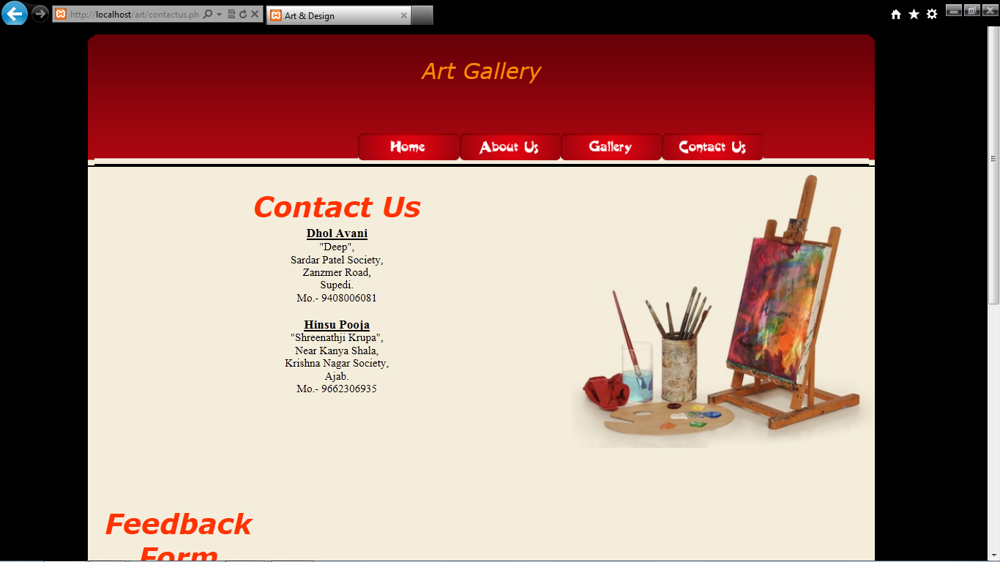 http://localhost/art/contactus.ph
Art & Design
Art Gallery
Home
About Us
Gallery
Contact Us
Contact Us
Dhol Avani
"Deep",
Sardar Patel Society,
Zanzmer Road,
Supedi.
Mo.- 9408006081
Hinsu Pooja
"Shreenathji Krupa",
Near Kanya Shala,
Krishna Nagar Society,
Ajab.
Mo.- 9662306935
Feedback
Form